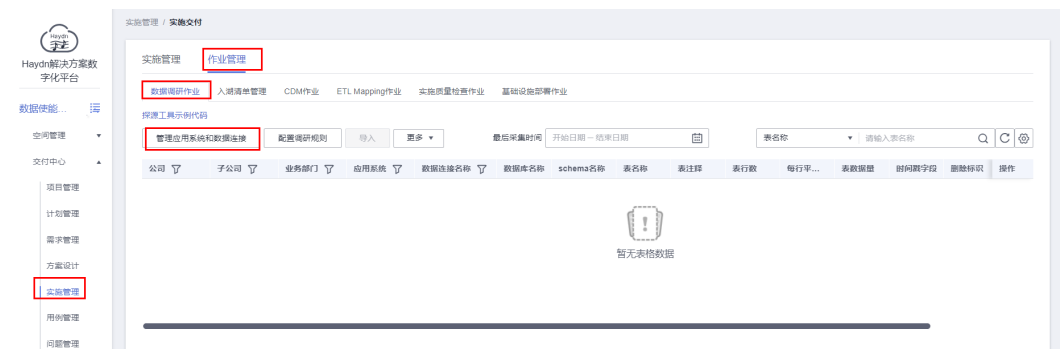 实施管理 / 实施交付
Haydn
Haydn解决方案数
字化平台
数据使能...
空间管理
交付中心
项目管理
计划管理
需求管理
方案设计
实施管理
用例管理
问题管理
实施管理 作业管理
数据调研作业 入湖清单管理 CDM作业 ETL Mapping作业 实施质量检查作业 基础设施部署作业
探源工具示例代码
管理应用系统和数据连接 配置调研规则 导入 更多 最后采集时间 开始日期 – 结束日期 表名称 请输入表名称
公司 子公司 业务部门 应用系统 数据连接名称 数据库名称 schema名称 表名称 表注释 表行数 每行平... 表数据量 时间戳字段 删除标识 操作
暂无表格数据